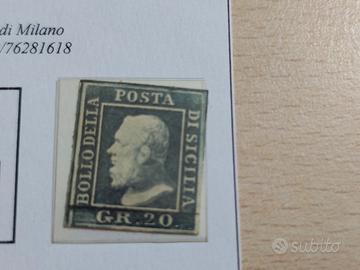 di Milano
/76281618
POSTA
BOLLO DELLA
DI SICILIA
GR.20.
subito